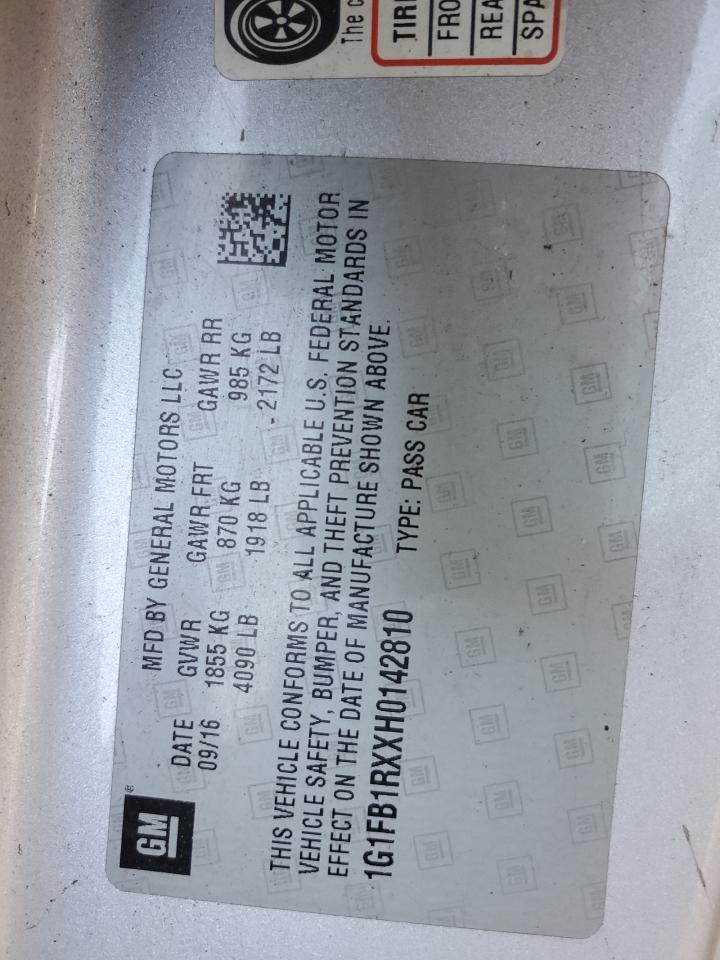 GM®
MFD BY GENERAL MOTORS LLC
DATE GVWR GAWR FRT GAWR RR
09/16 1855 KG 870 KG 985 KG
4090 LB 1918 LB 2172 LB
THIS VEHICLE CONFORMS TO ALL APPLICABLE U.S. FEDERAL MOTOR
VEHICLE SAFETY, BUMPER, AND THEFT PREVENTION STANDARDS IN
EFFECT ON THE DATE OF MANUFACTURE SHOWN ABOVE.
1G1FB1RXXH0142810 TYPE: PASS CAR
The c
TIR
FRO
REA
SPA